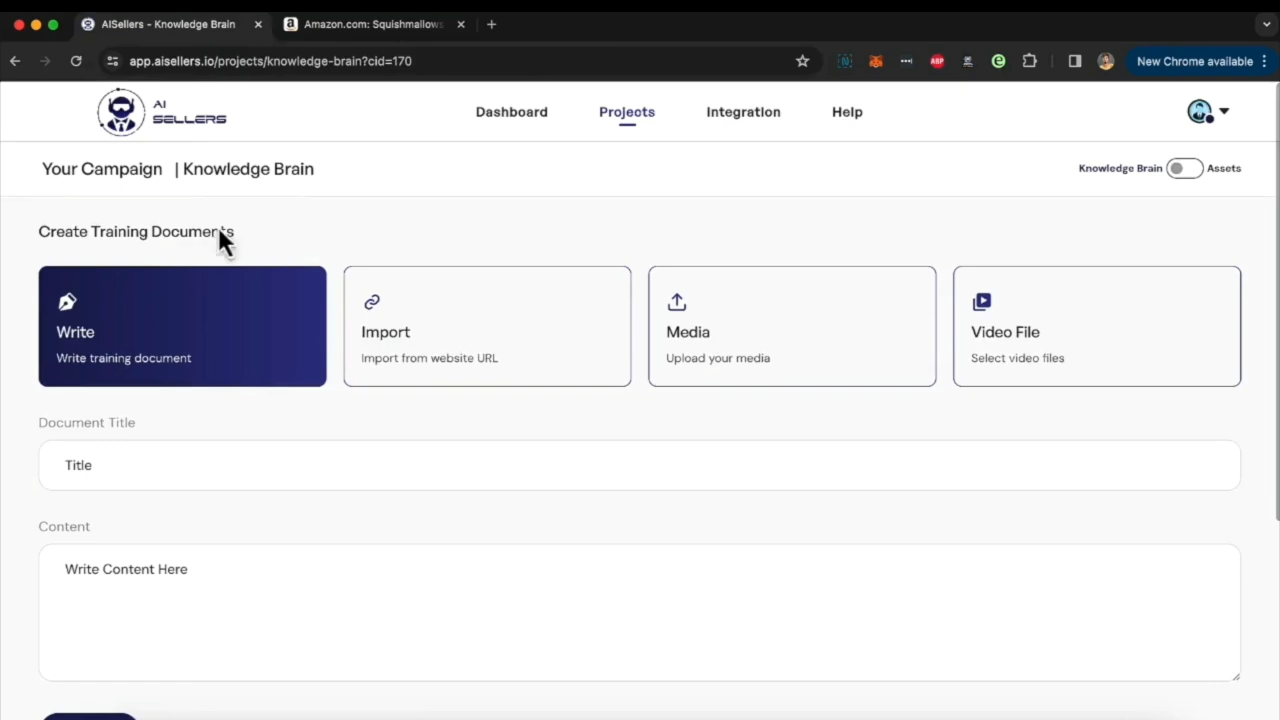 AISellers - Knowledge Brain
Amazon.com: Squishmallows
app.aisellers.io/projects/knowledge-brain?cid=170
ABP
New Chrome available
AI
SELLERS
Dashboard
Projects
Integration
Help
Your Campaign | Knowledge Brain
Knowledge Brain
Assets
Create Training Documents
Write
Write training document
Import
Import from website URL
Media
Upload your media
Video File
Select video files
Document Title
Title
Content
Write Content Here